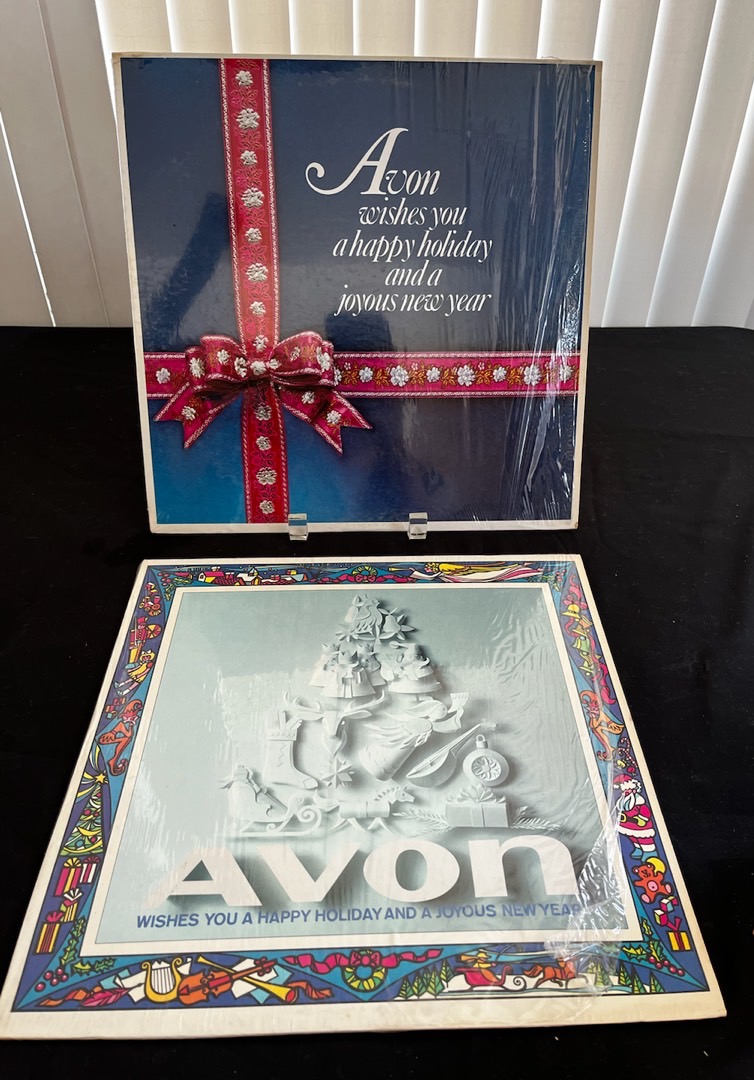 Avon
wishes you
a happy holiday
and a
joyous new year
Avon
WISHES YOU A HAPPY HOLIDAY AND A JOYOUS NEW YEAR